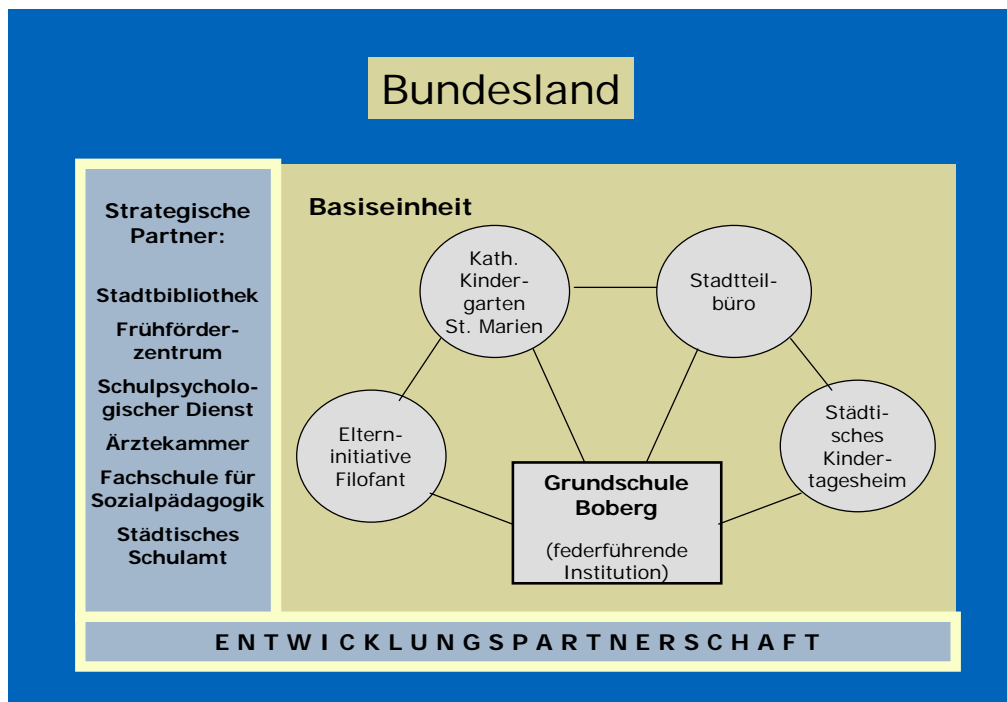 Bundesland
Strategische
Partner:
Stadtbibliothek
Frühförder-
zentrum
Schulpsycholo-
gischer Dienst
Ärztekammer
Fachschule für
Sozialpädagogik
Städtisches
Schulamt
Basiseinheit
Kath.
Kinder-
garten
St. Marien
Stadtteil-
büro
Eltern-
initiative
Filofant
Städti-
sches
Kinder-
tagesheim
Grundschule
Boberg
(federführende
Institution)
ENTWICKLUNGSPARTNERSCHAFT